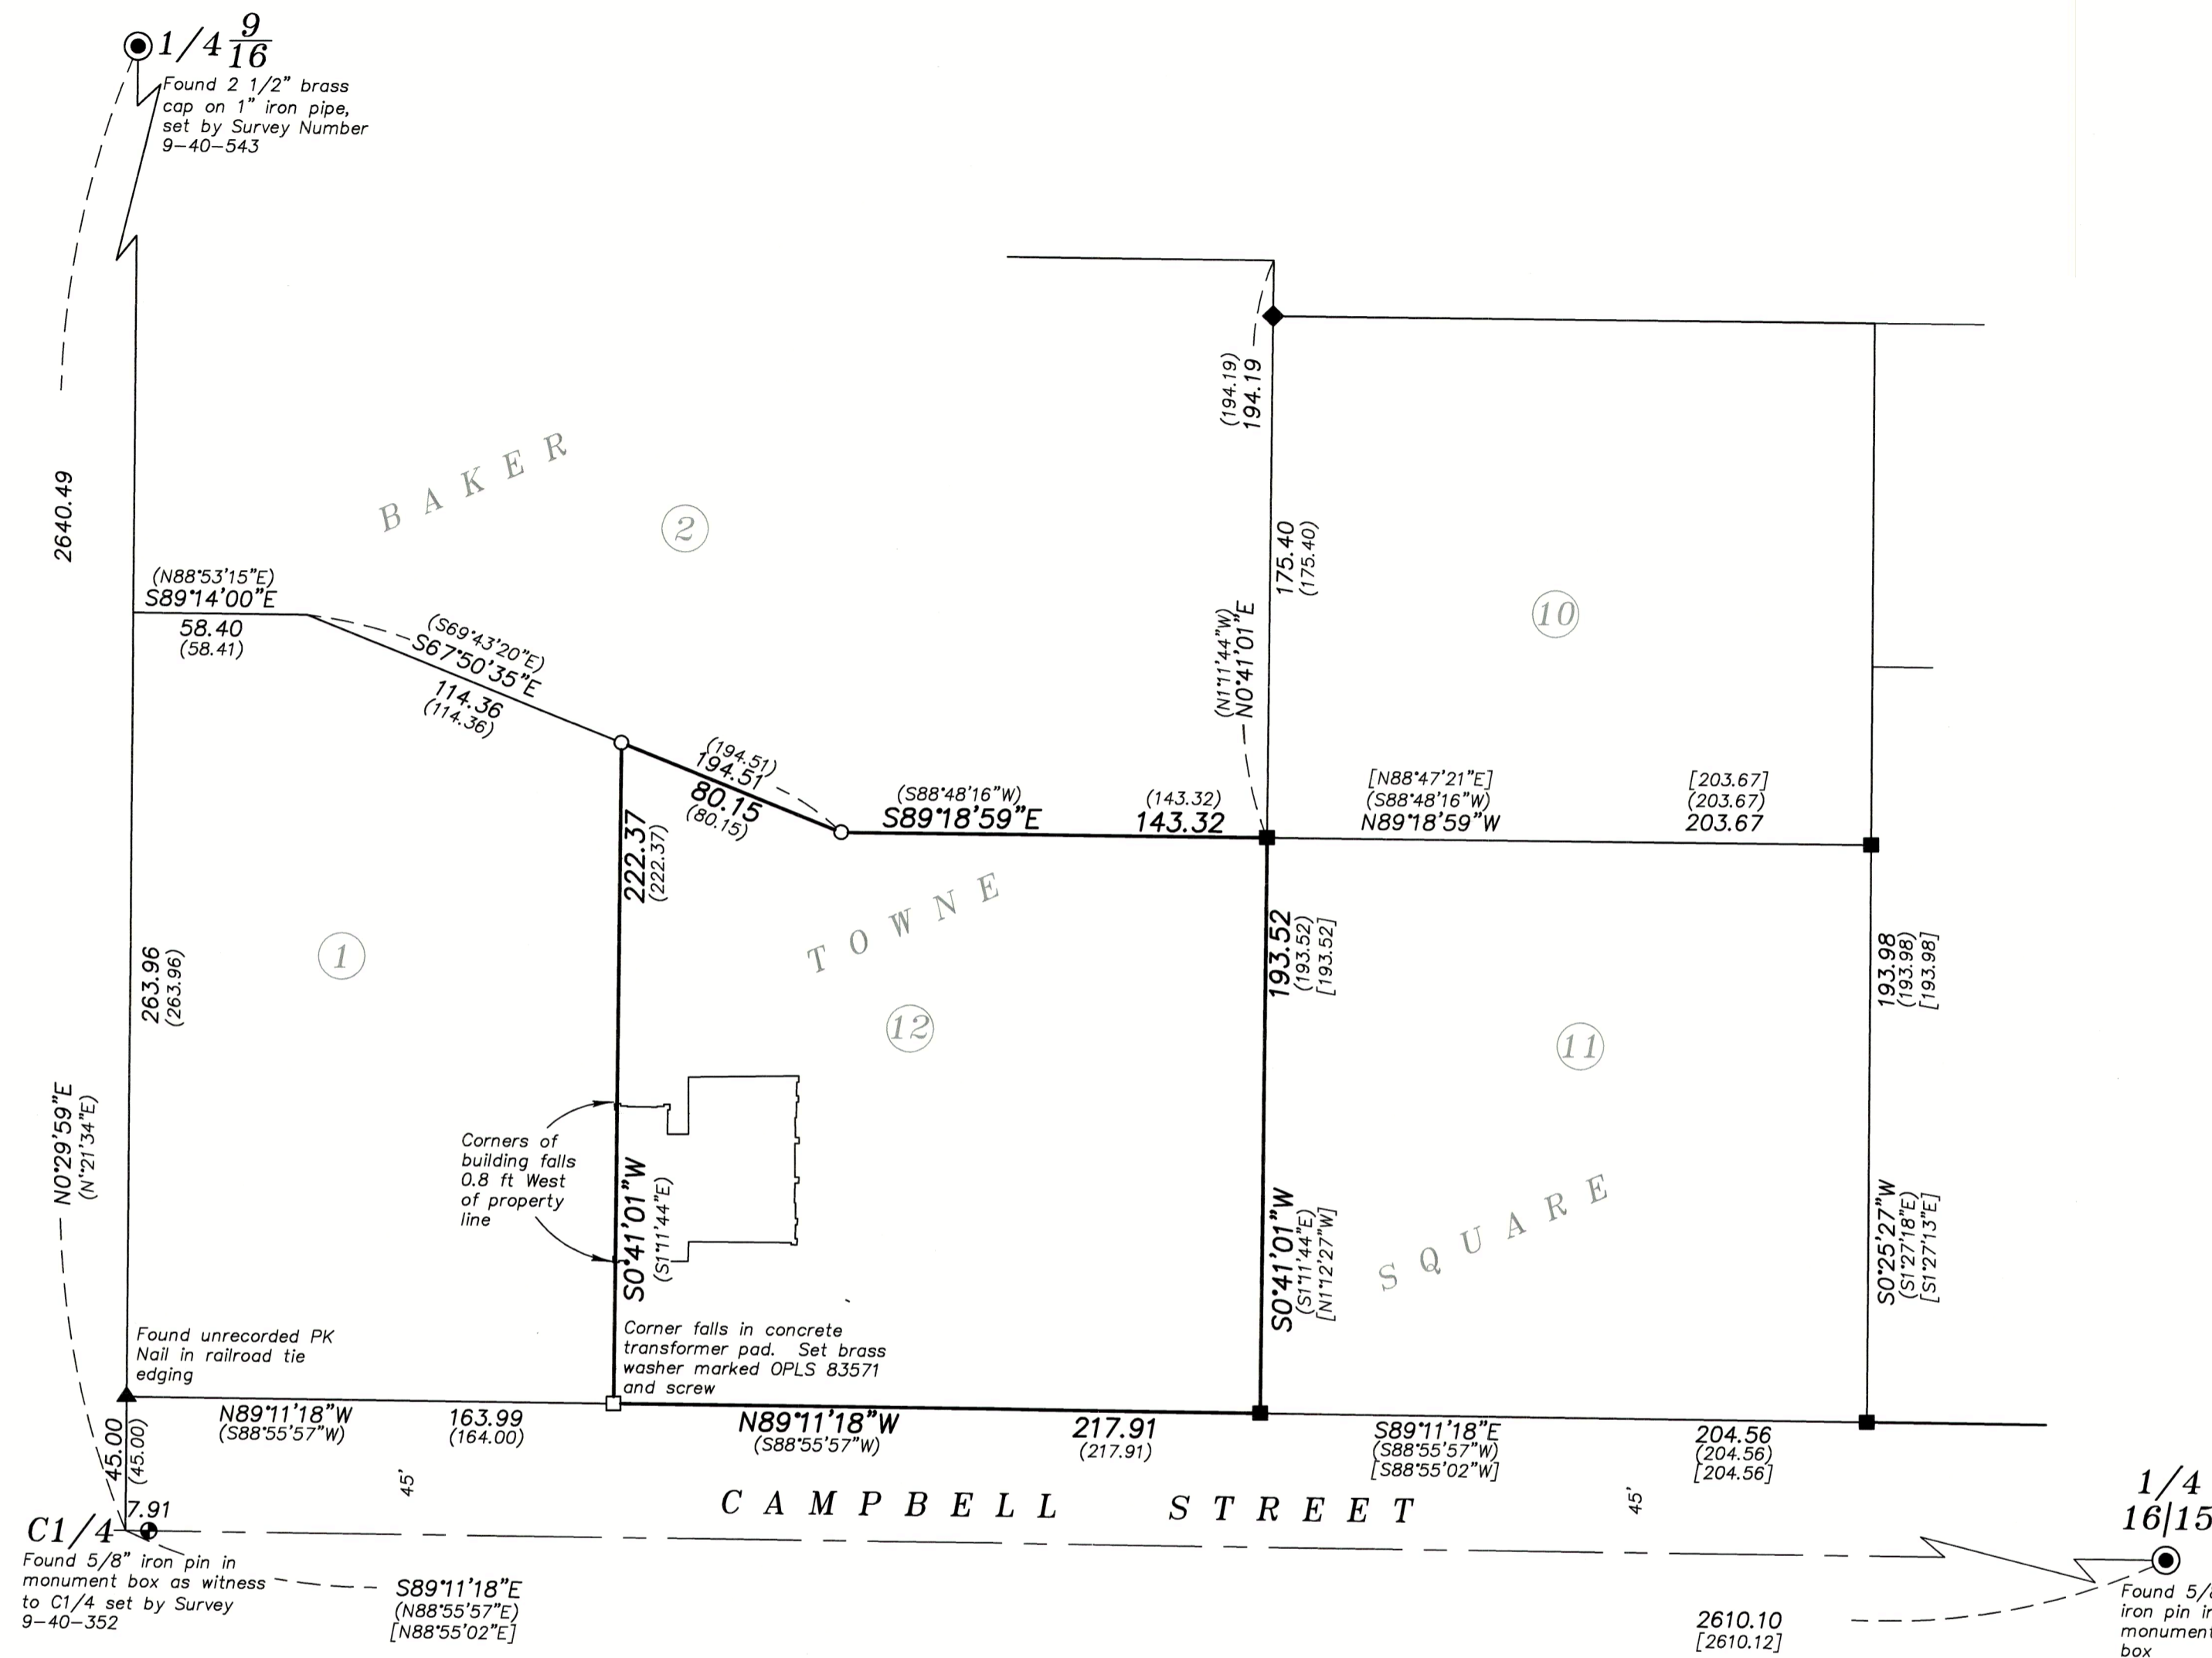 1/4 9/16
Found 2 1/2" brass
cap on 1" iron pipe,
set by Survey Number
9-40-543
2640.49
BAKER
2
(194.19)
194.19
175.40
(175.40)
(N1°11'44"W)
N0°41'01"E
10
(N88°53'15"E)
S89°14'00"E
58.40
(58.41)
(S69°43'20"E)
S67°50'35"E
114.36
(114.36)
(194.51)
194.51
80.15
(80.15)
(S88°48'16"W)
S89°18'59"E
(143.32)
143.32
[N88°47'21"E]
(S88°48'16"W)
N89°18'59"W
[203.67]
(203.67)
203.67
222.37
(222.37)
TOWNE
1
12
11
263.96
(263.96)
193.52
(193.52)
[193.52]
193.98
(193.98)
[193.98]
N0°29'59"E
(N'°21'34"E)
Corners of
building falls
0.8 ft West
of property
line
S0°41'01"W
(S1°11'44"E)
SQUARE
S0°41'01"W
(S1°11'44"E)
[N1°12'27"W]
S0°25'27"W
(S1°27'18"E)
[S1°27'13"E]
Found unrecorded PK
Nail in railroad tie
edging
Corner falls in concrete
transformer pad. Set brass
washer marked OPLS 83571
and screw
45.00
(45.00)
N89°11'18"W
(S88°55'57"W)
163.99
(164.00)
N89°11'18"W
(S88°55'57"W)
217.91
(217.91)
S89°11'18"E
(S88°55'57"W)
[S88°55'02"W]
204.56
(204.56)
[204.56]
45'
CAMPBELL STREET
45'
7.91
C1/4
Found 5/8" iron pin in
monument box as witness
to C1/4 set by Survey
9-40-352
S89°11'18"E
(N88°55'57"E)
[N88°55'02"E]
2610.10
[2610.12]
1/4
16|15
Found 5/8
iron pin in
monument
box